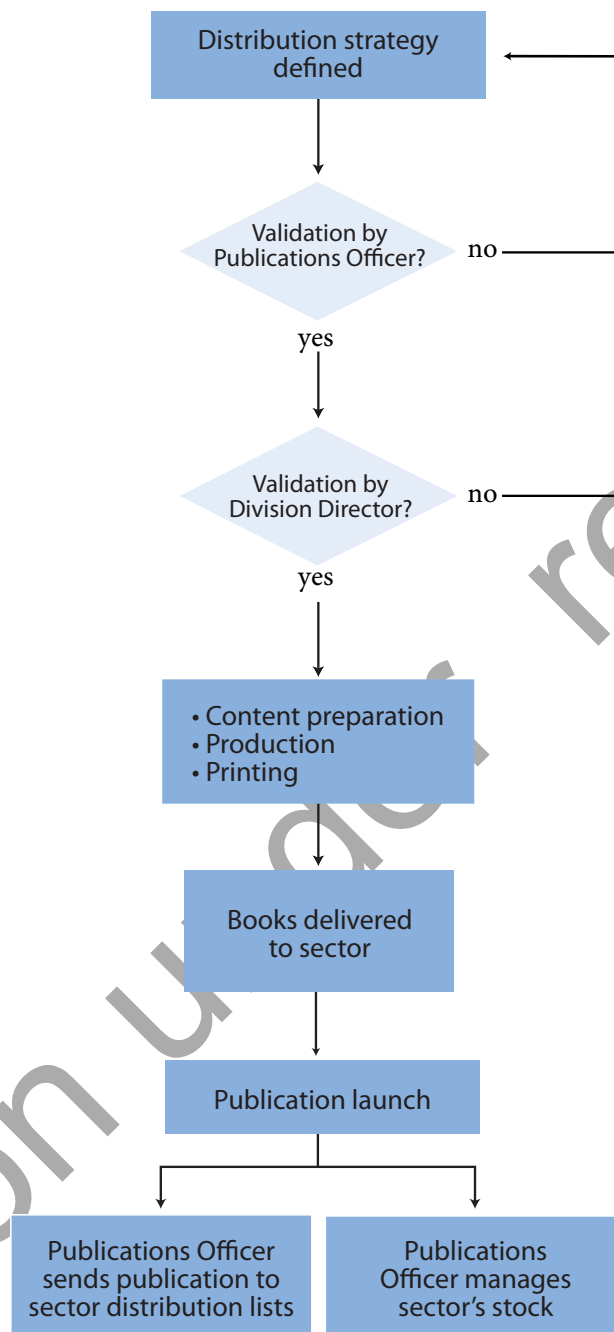 Distribution strategy
defined
Validation by
Publications Officer?
no
yes
Validation by
Division Director?
no
yes
• Content preparation
• Production
• Printing
Books delivered
to sector
Publication launch
Publications Officer
sends publication to
sector distribution lists
Publications
Officer manages
sector's stock